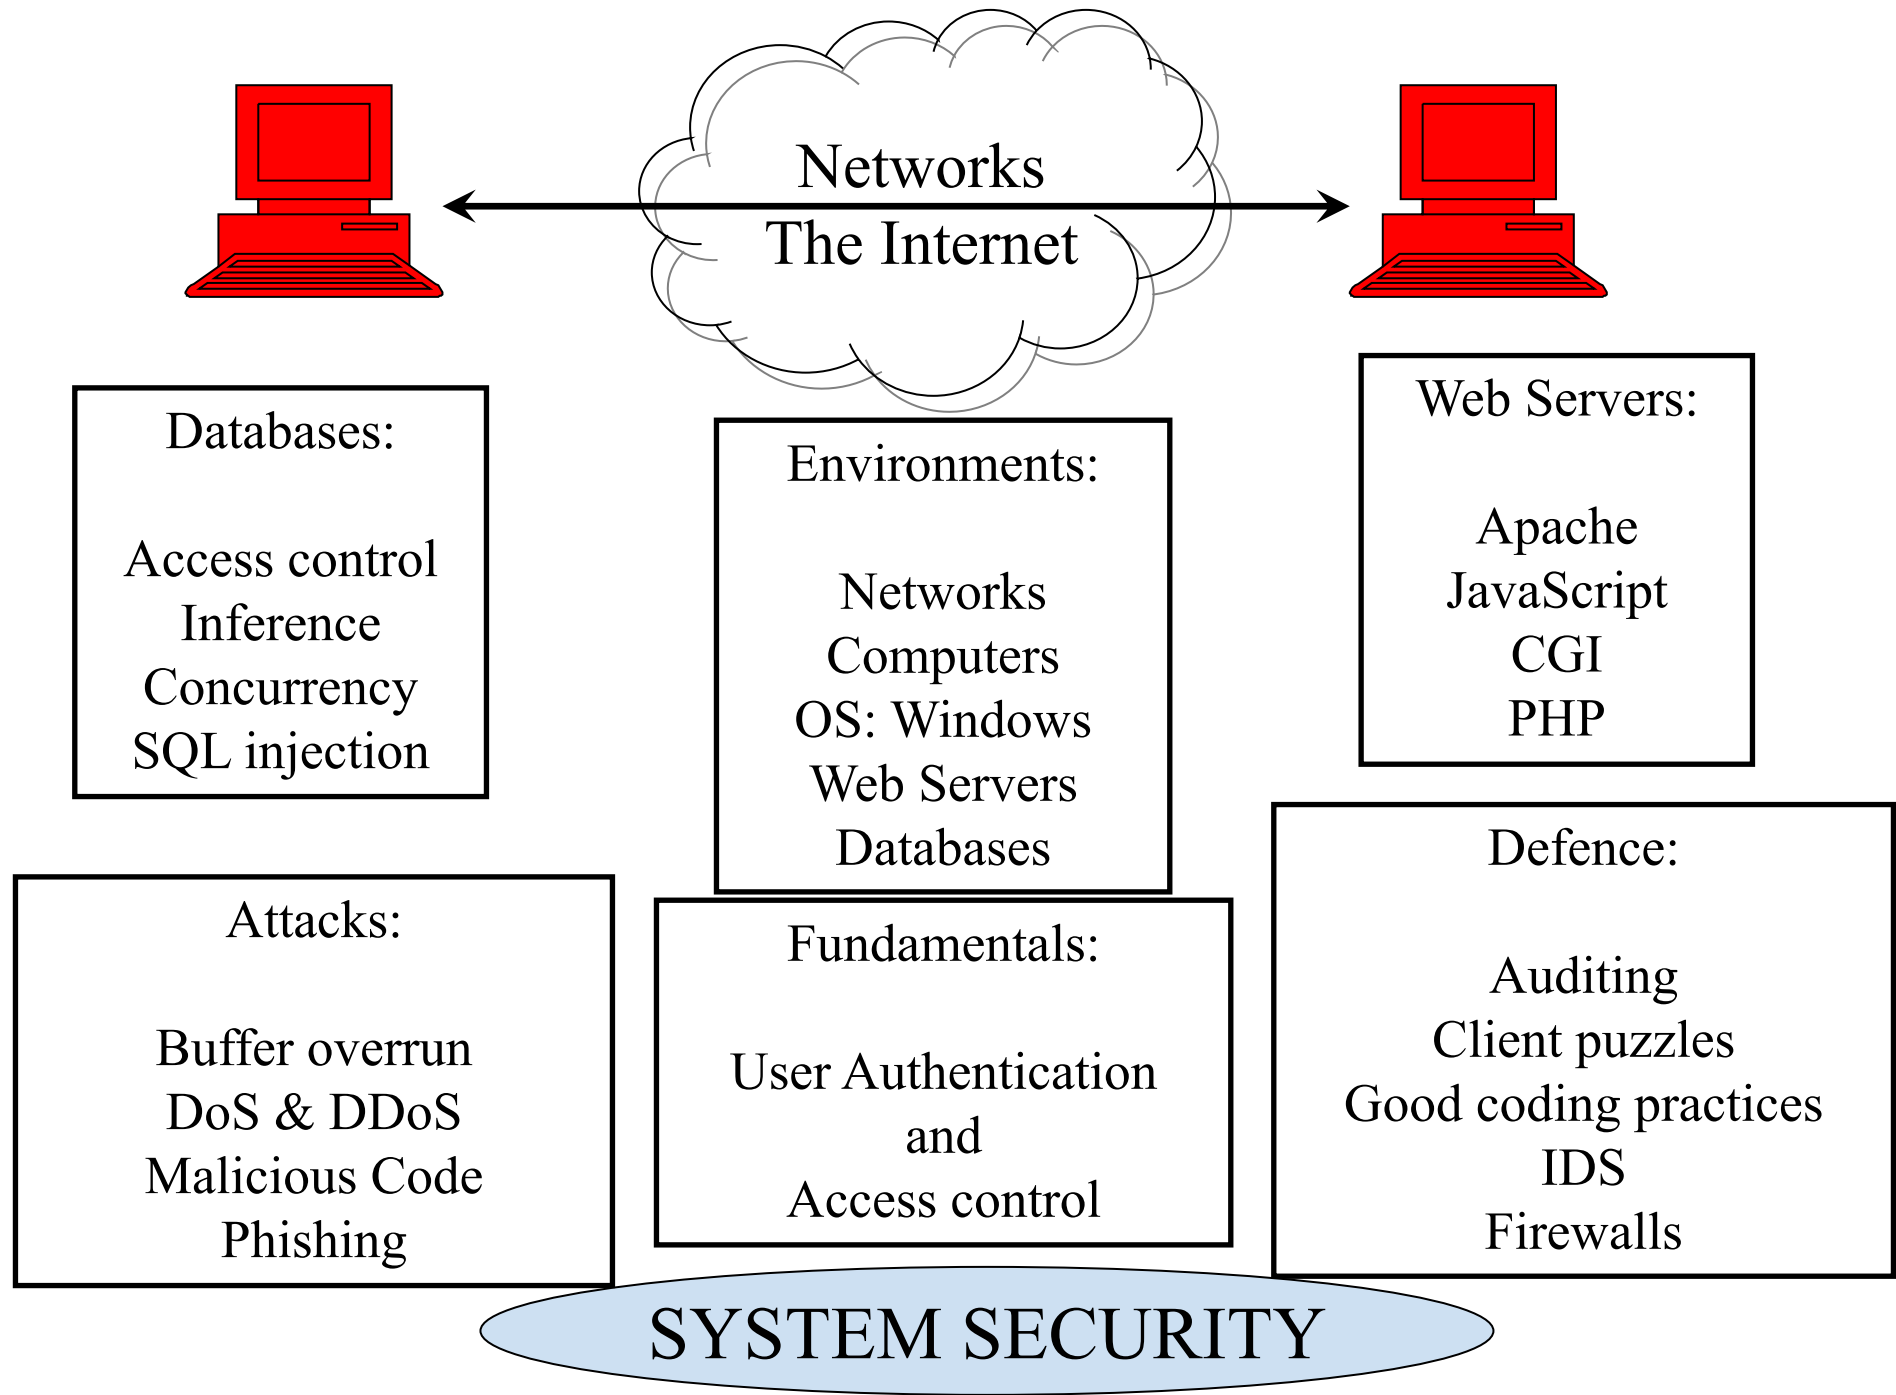 Networks
The Internet
Databases:
Access control
Inference
Concurrency
SQL injection
Environments:
Networks
Computers
OS: Windows
Web Servers
Databases
Web Servers:
Apache
JavaScript
CGI
PHP
Attacks:
Buffer overrun
DoS & DDoS
Malicious Code
Phishing
Fundamentals:
User Authentication
and
Access control
Defence:
Auditing
Client puzzles
Good coding practices
IDS
Firewalls
SYSTEM SECURITY